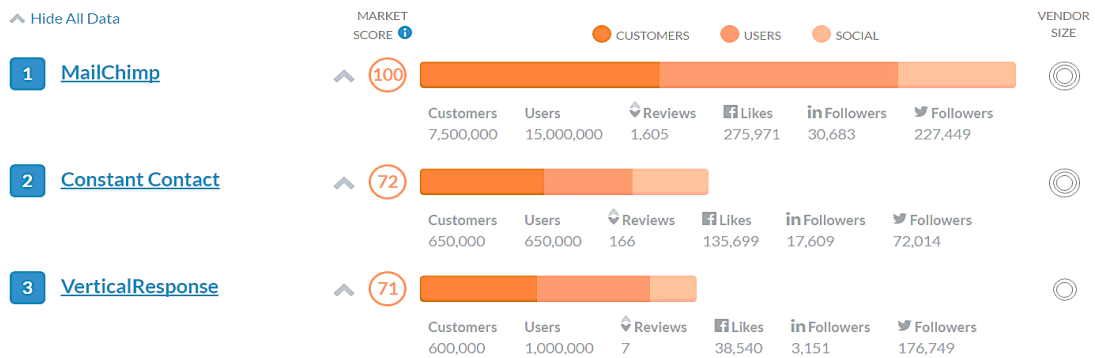 Hide All Data
MARKET
SCORE
CUSTOMERS USERS SOCIAL
VENDOR
SIZE
1 MailChimp 100
Customers Users Reviews Likes Followers Followers
7,500,000 15,000,000 1,605 275,971 30,683 227,449
2 Constant Contact 72
Customers Users Reviews Likes Followers Followers
650,000 650,000 166 135,699 17,609 72,014
3 VerticalResponse 71
Customers Users Reviews Likes Followers Followers
600,000 1,000,000 7 38,540 3,151 176,749